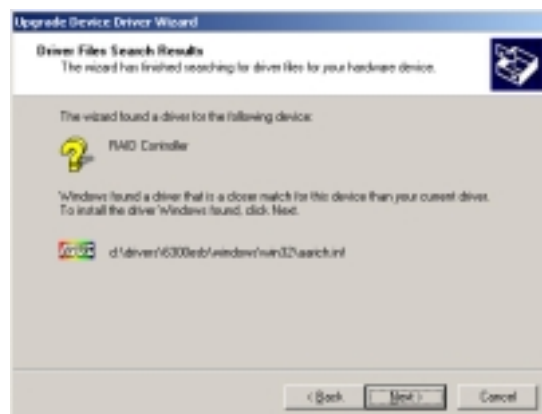 Upgrade Device Driver Wizard
Driver Files Search Results
The wizard has finished searching for driver files for your hardware device.
The wizard found a driver for the following device:
RAID Controller
Windows found a driver that is a closer match for this device than your current driver.
To install the driver Windows found, click Next.
d:\drivers\6300esb\windows\win32\aarich.inf
< Back
Next >
Cancel